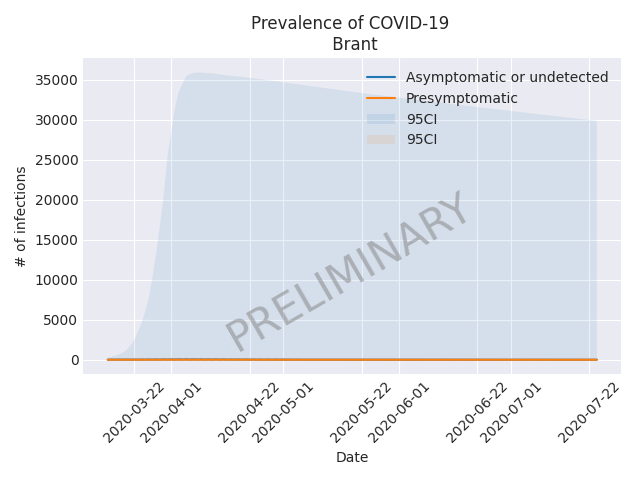 Prevalence of COVID-19
Brant
Asymptomatic or undetected
Presymptomatic
95CI
95CI
35000
30000
25000
20000
15000
10000
5000
0
# of infections
PRELIMINARY
2020-03-22
2020-04-01
2020-04-22
2020-05-01
2020-05-22
2020-06-01
2020-06-22
2020-07-01
2020-07-22
Date